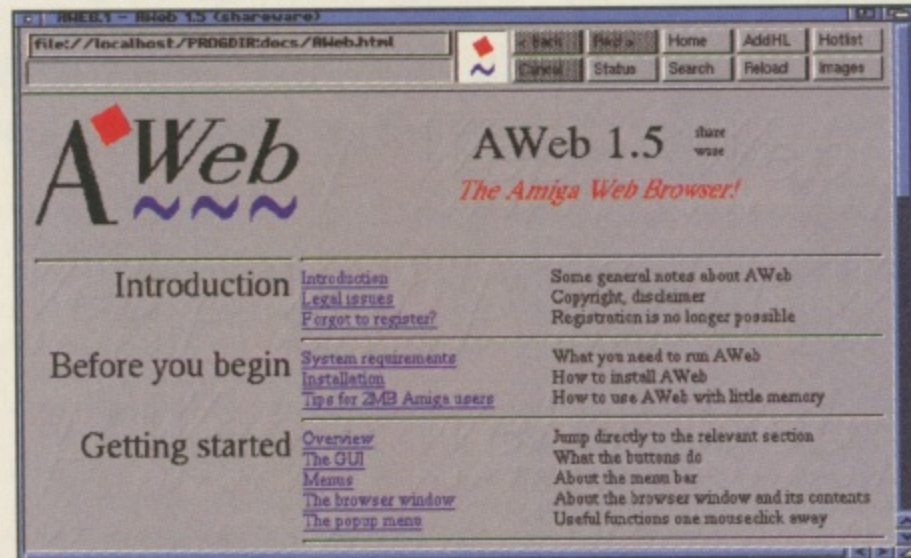 AWEB.1 - AWeb 1.5 (shareware)
file://localhost/PROGDIR:docs/AWeb.html
< Back Fwd > Home AddHL Hotlist
Cancel Status Search Reload Images
AWeb
AWeb 1.5 share ware
The Amiga Web Browser!
Introduction
Introduction Some general notes about AWeb
Legal issues Copyright, disclaimer
Forgot to register? Registration is no longer possible
Before you begin
System requirements What you need to run AWeb
Installation How to install AWeb
Tips for 2MB Amiga users How to use AWeb with little memory
Getting started
Overview Jump directly to the relevant section
The GUI What the buttons do
Menus About the menu bar
The browser window About the browser window and its contents
The popup menu Useful functions one mouseclick away